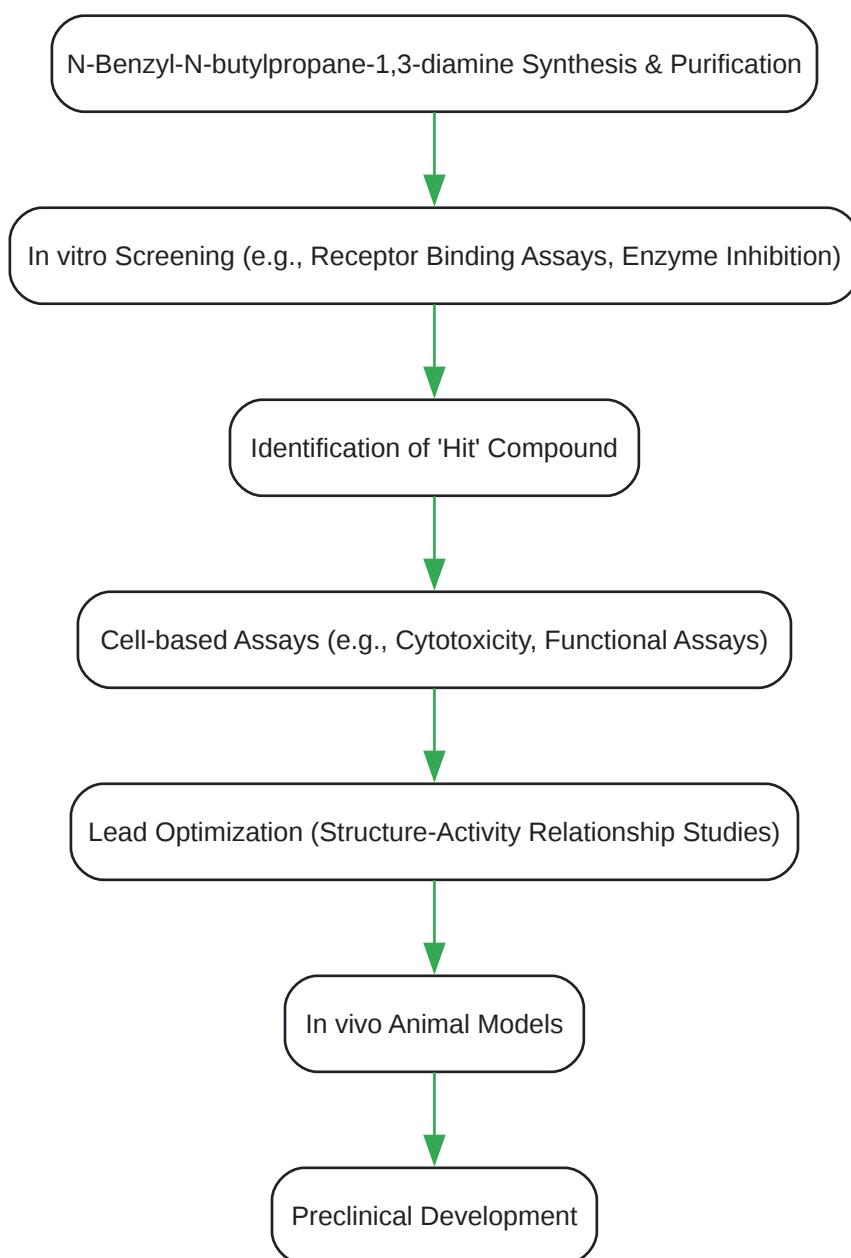 N-Benzyl-N-butylpropane-1,3-diamine Synthesis & Purification
In vitro Screening (e.g., Receptor Binding Assays, Enzyme Inhibition)
Identification of 'Hit' Compound
Cell-based Assays (e.g., Cytotoxicity, Functional Assays)
Lead Optimization (Structure-Activity Relationship Studies)
In vivo Animal Models
Preclinical Development